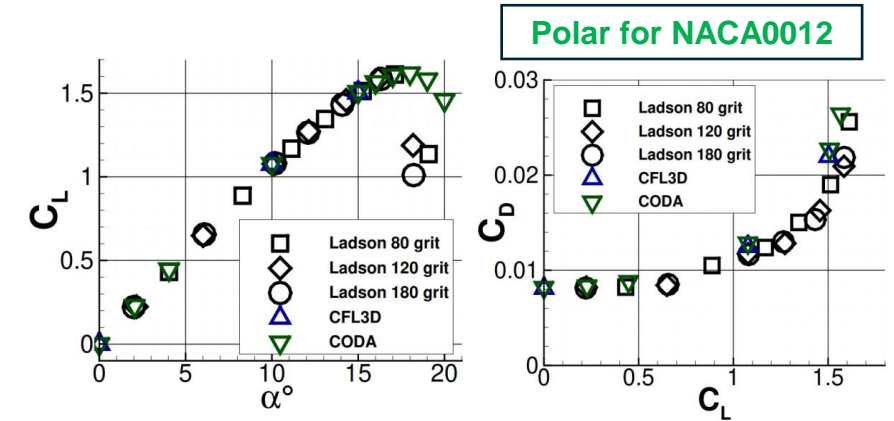 Polar for NACA0012
1.5
1
0.5
0
C_L
0
5
10
15
20
α°
Ladson 80 grit
Ladson 120 grit
Ladson 180 grit
CFL3D
CODA
0.03
0.02
0.01
0
C_D
0
0.5
1
1.5
C_L
Ladson 80 grit
Ladson 120 grit
Ladson 180 grit
CFL3D
CODA